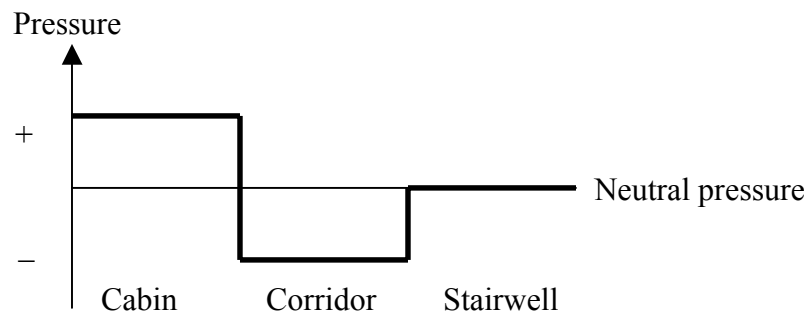 Pressure
+
Neutral pressure
−
Cabin Corridor Stairwell